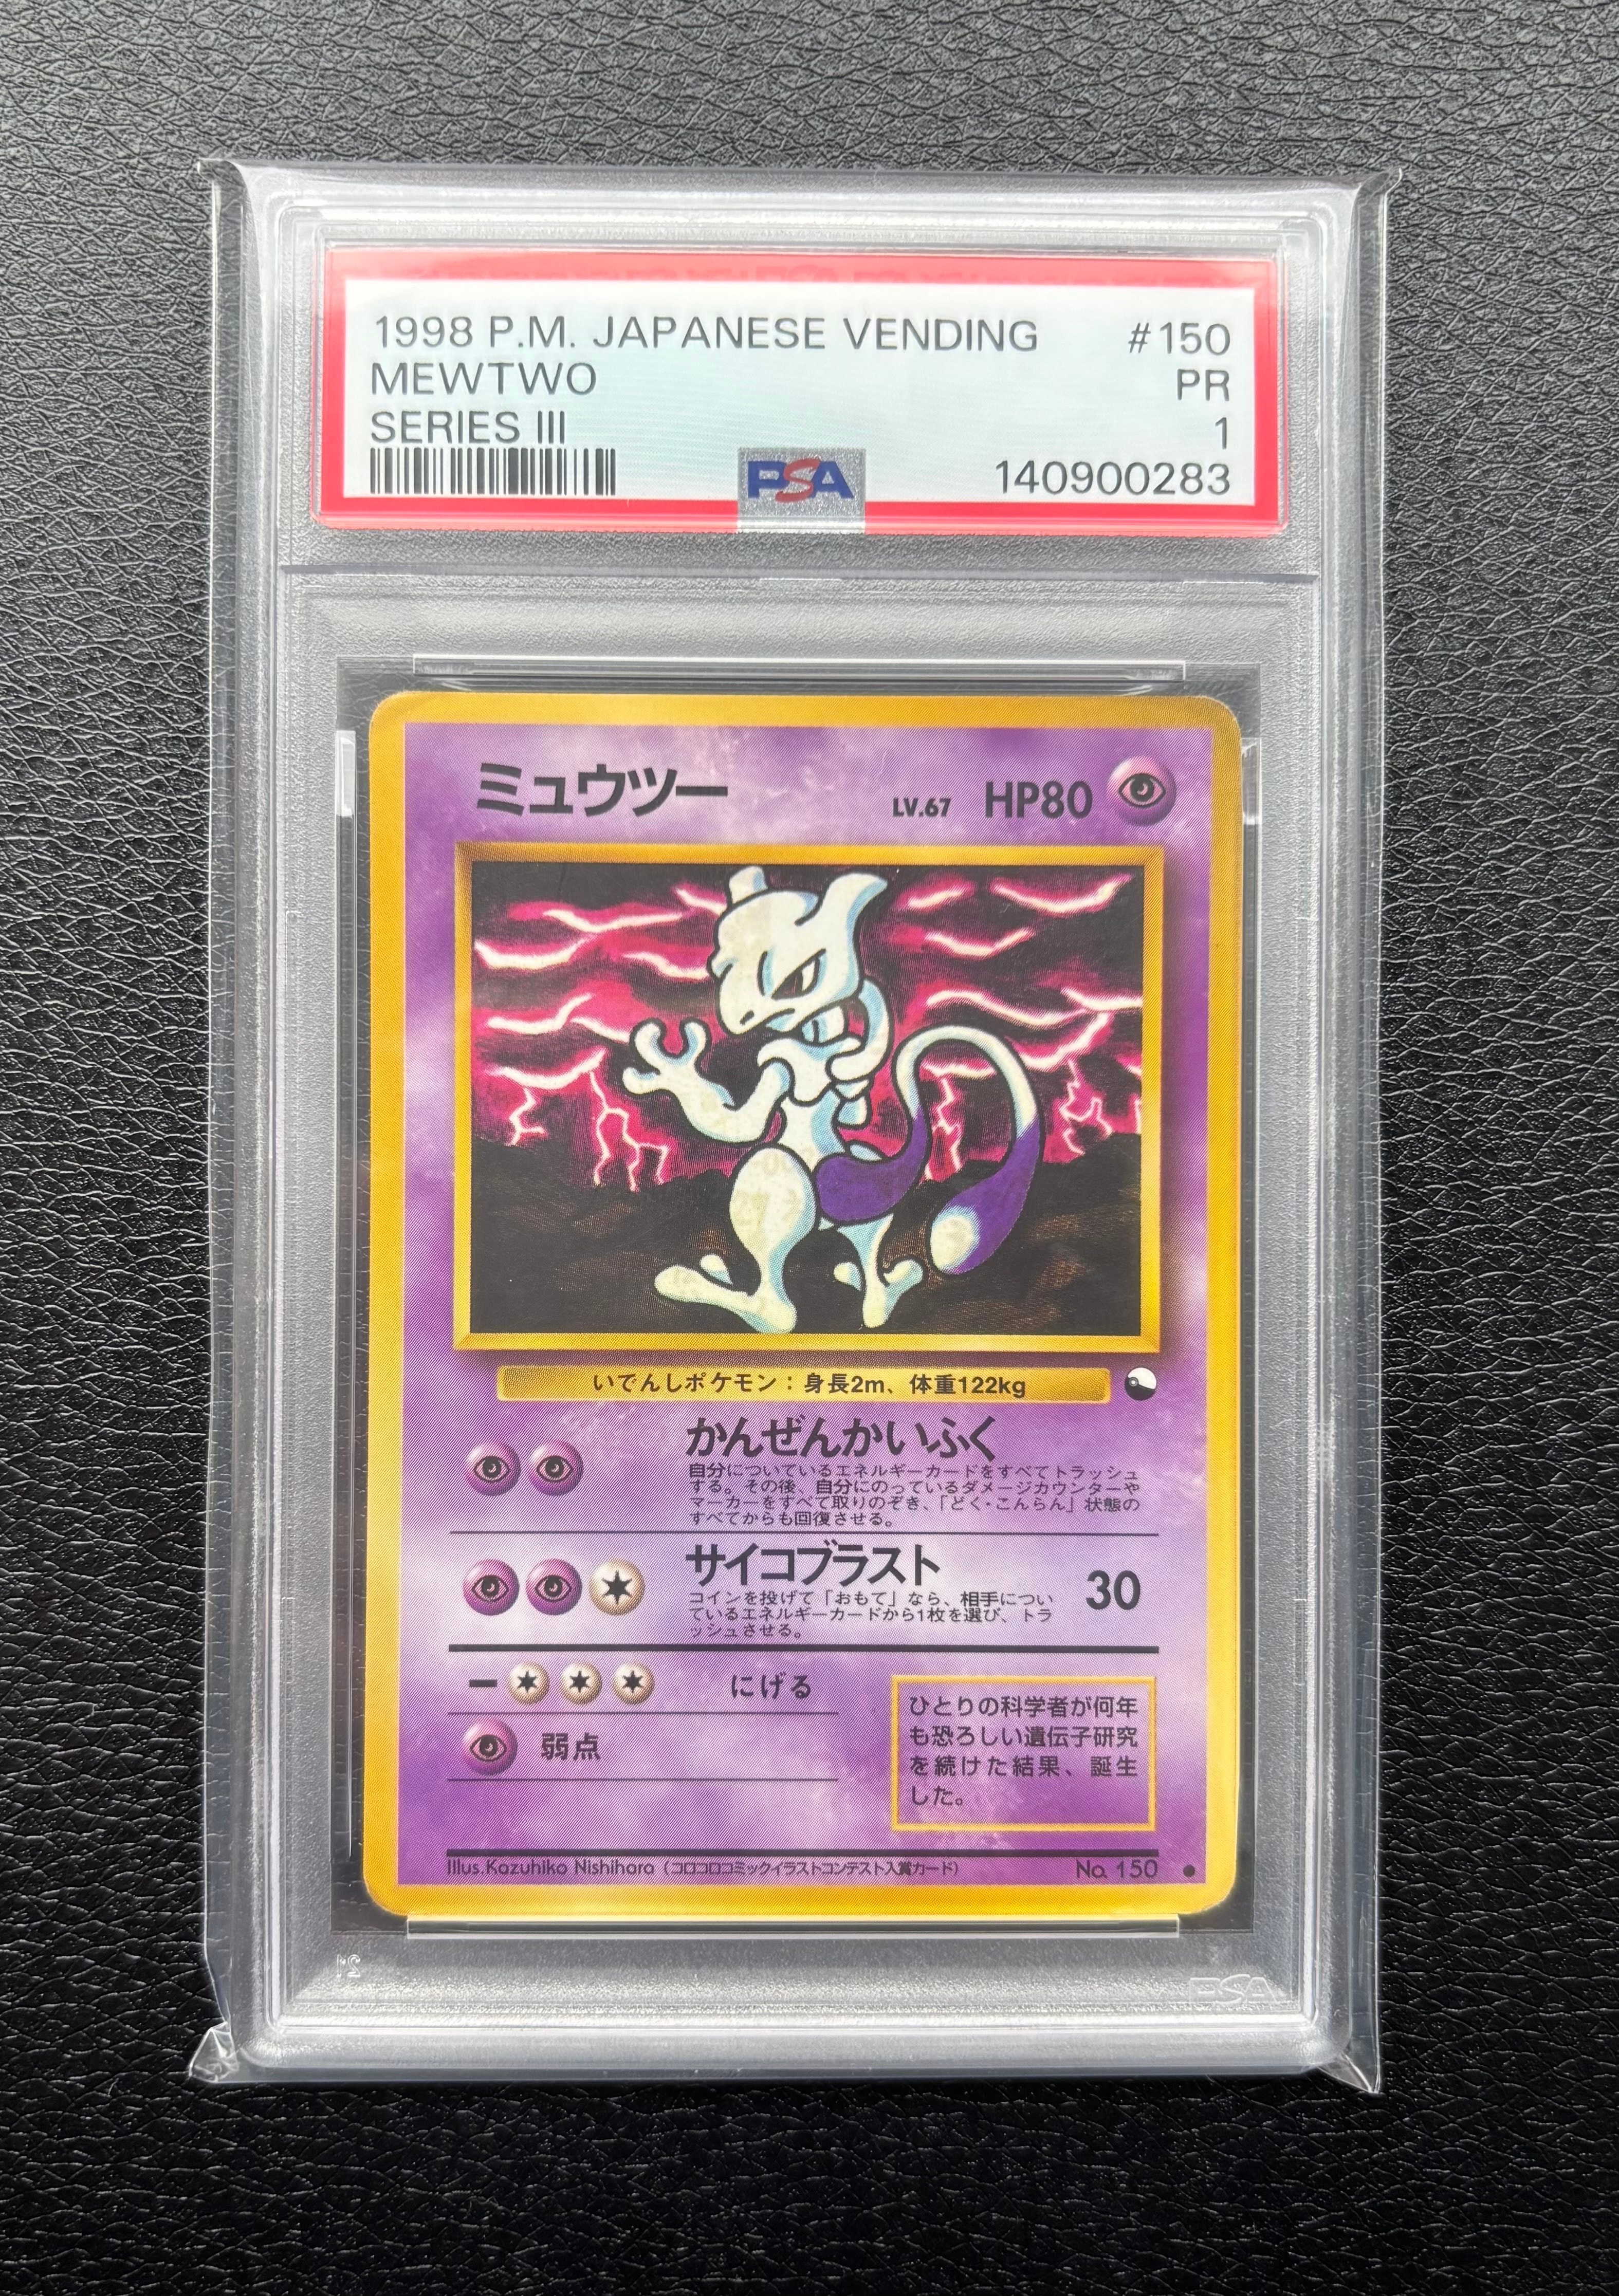 1998 P.M. JAPANESE VENDING #150
MEWTWO PR
SERIES III 1
PSA 140900283
ミュウツー LV.67 HP80
いでんしポケモン：身長2m、体重122kg
かんぜんかいふく
自分についているエネルギーカードをすべてトラッシュ
する。その後、自分にのっているダメージカウンターや
マーカーをすべて取りのぞき、「どく・こんらん」状態の
すべてからも回復させる。
サイコブラスト 30
コインを投げて「おもて」なら、相手につい
ているエネルギーカードから1枚を選び、トラ
ッシュさせる。
ー にげる
弱点
ひとりの科学者が何年
も恐ろしい遺伝子研究
を続けた結果、誕生
した。
Illus.Kazuhiko Nishihara（コロコロコミックイラストコンテスト入賞カード） No. 150 ●
PSA